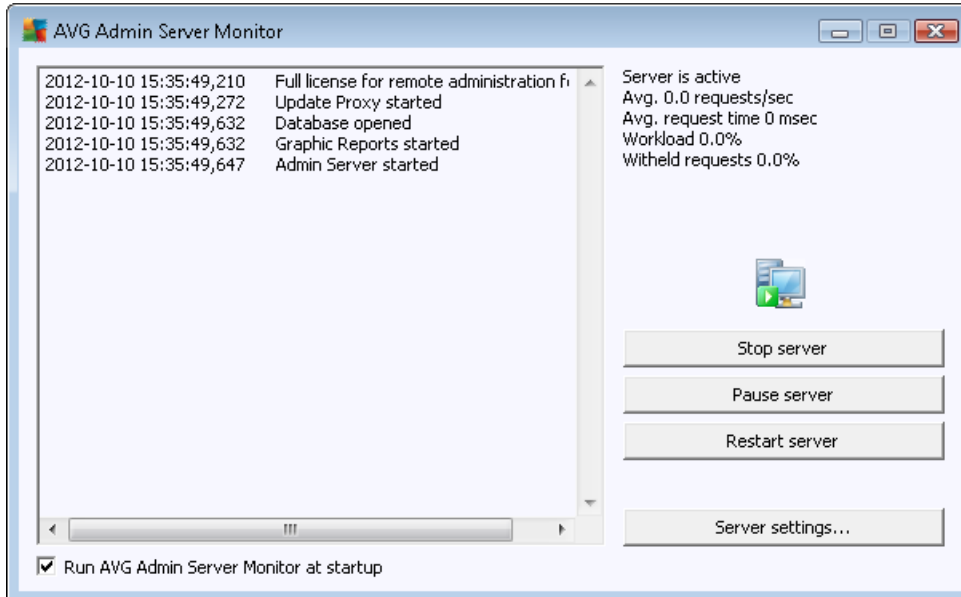 AVG Admin Server Monitor
2012-10-10 15:35:49,210 Full license for remote administration
2012-10-10 15:35:49,272 Update Proxy started
2012-10-10 15:35:49,632 Database opened
2012-10-10 15:35:49,632 Graphic Reports started
2012-10-10 15:35:49,647 Admin Server started
Server is active
Avg. 0.0 requests/sec
Avg. request time 0 msec
Workload 0.0%
Witheld requests 0.0%
Stop server
Pause server
Restart server
Server settings...
Run AVG Admin Server Monitor at startup